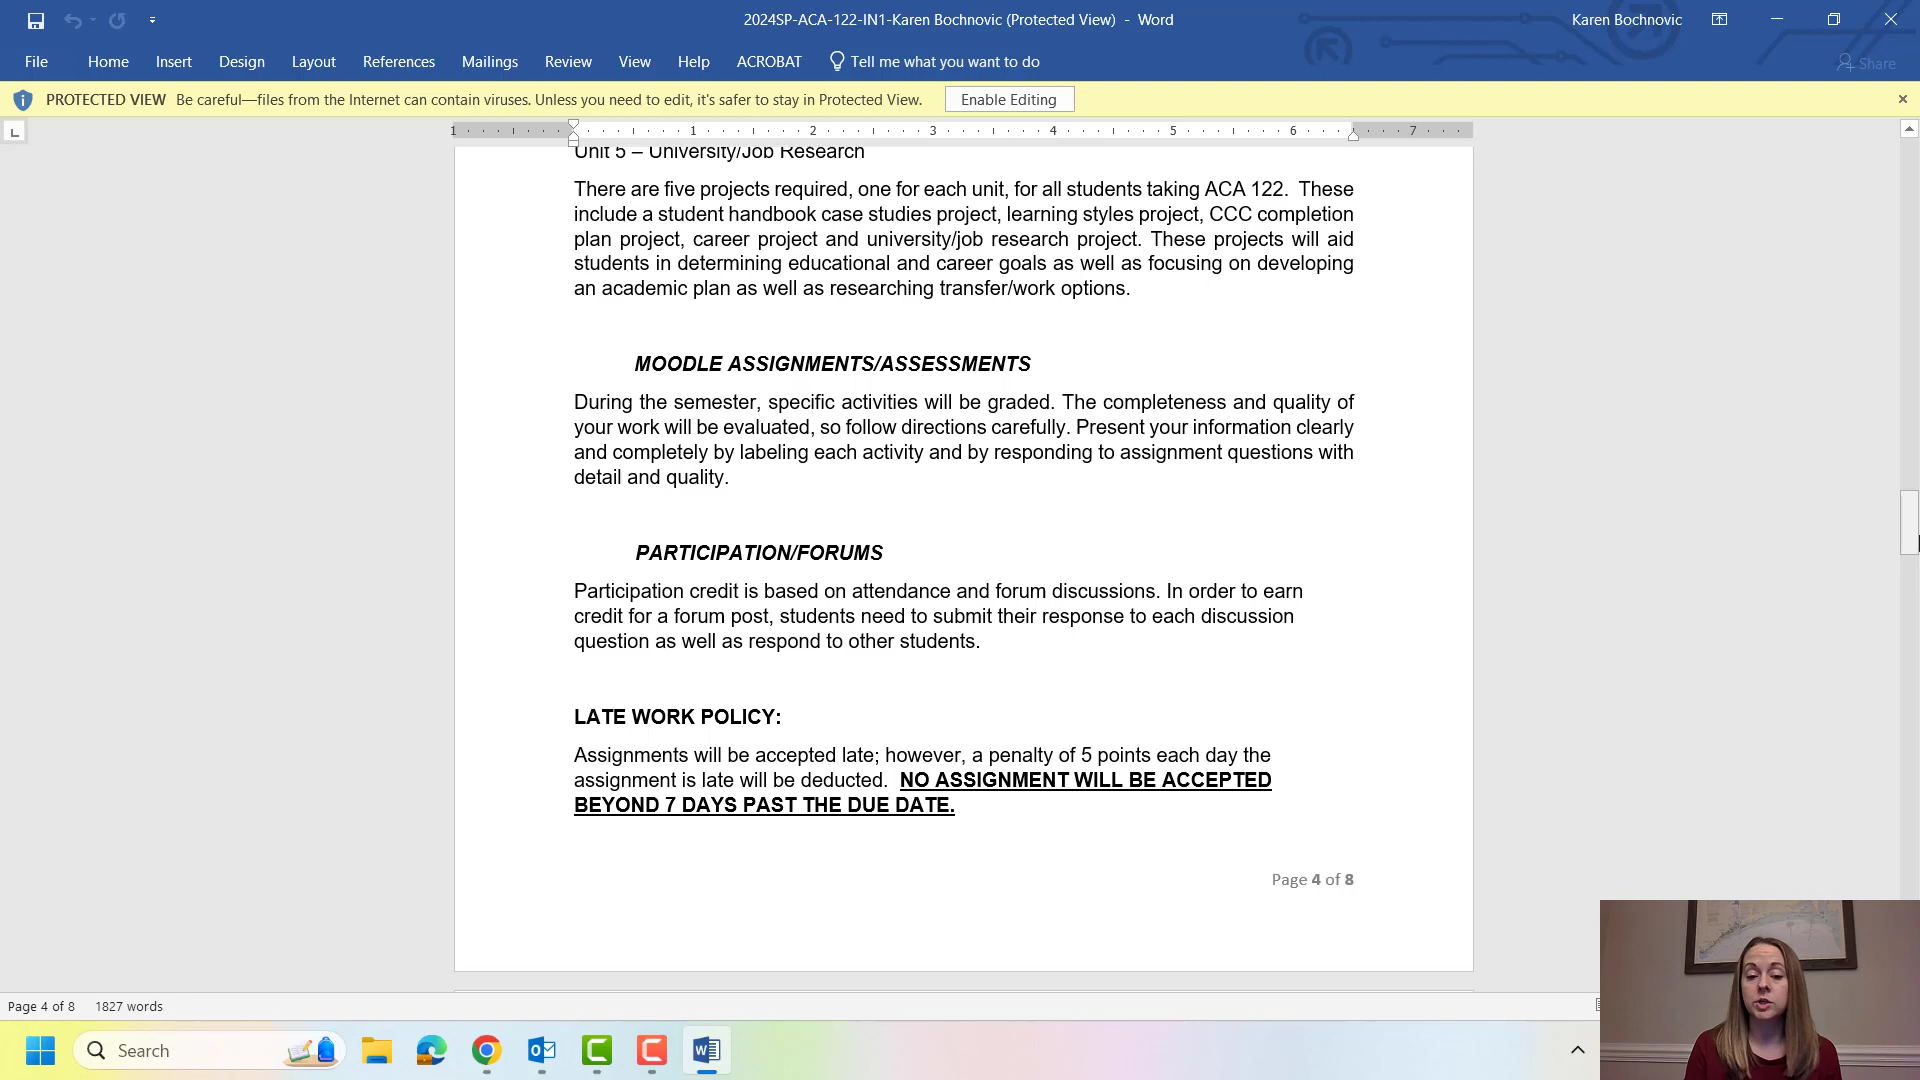 2024SP-ACA-122-IN1-Karen Bochnovic (Protected View) - Word
Karen Bochnovic
File Home Insert Design Layout References Mailings Review View Help ACROBAT Tell me what you want to do Share
PROTECTED VIEW Be careful—files from the Internet can contain viruses. Unless you need to edit, it's safer to stay in Protected View. Enable Editing
1 1 2 3 4 5 6 7
Unit 5 – University/Job Research
There are five projects required, one for each unit, for all students taking ACA 122. These
include a student handbook case studies project, learning styles project, CCC completion
plan project, career project and university/job research project. These projects will aid
students in determining educational and career goals as well as focusing on developing
an academic plan as well as researching transfer/work options.
MOODLE ASSIGNMENTS/ASSESSMENTS
During the semester, specific activities will be graded. The completeness and quality of
your work will be evaluated, so follow directions carefully. Present your information clearly
and completely by labeling each activity and by responding to assignment questions with
detail and quality.
PARTICIPATION/FORUMS
Participation credit is based on attendance and forum discussions. In order to earn
credit for a forum post, students need to submit their response to each discussion
question as well as respond to other students.
LATE WORK POLICY:
Assignments will be accepted late; however, a penalty of 5 points each day the
assignment is late will be deducted. NO ASSIGNMENT WILL BE ACCEPTED
BEYOND 7 DAYS PAST THE DUE DATE.
Page 4 of 8
Page 4 of 8 1827 words
Search